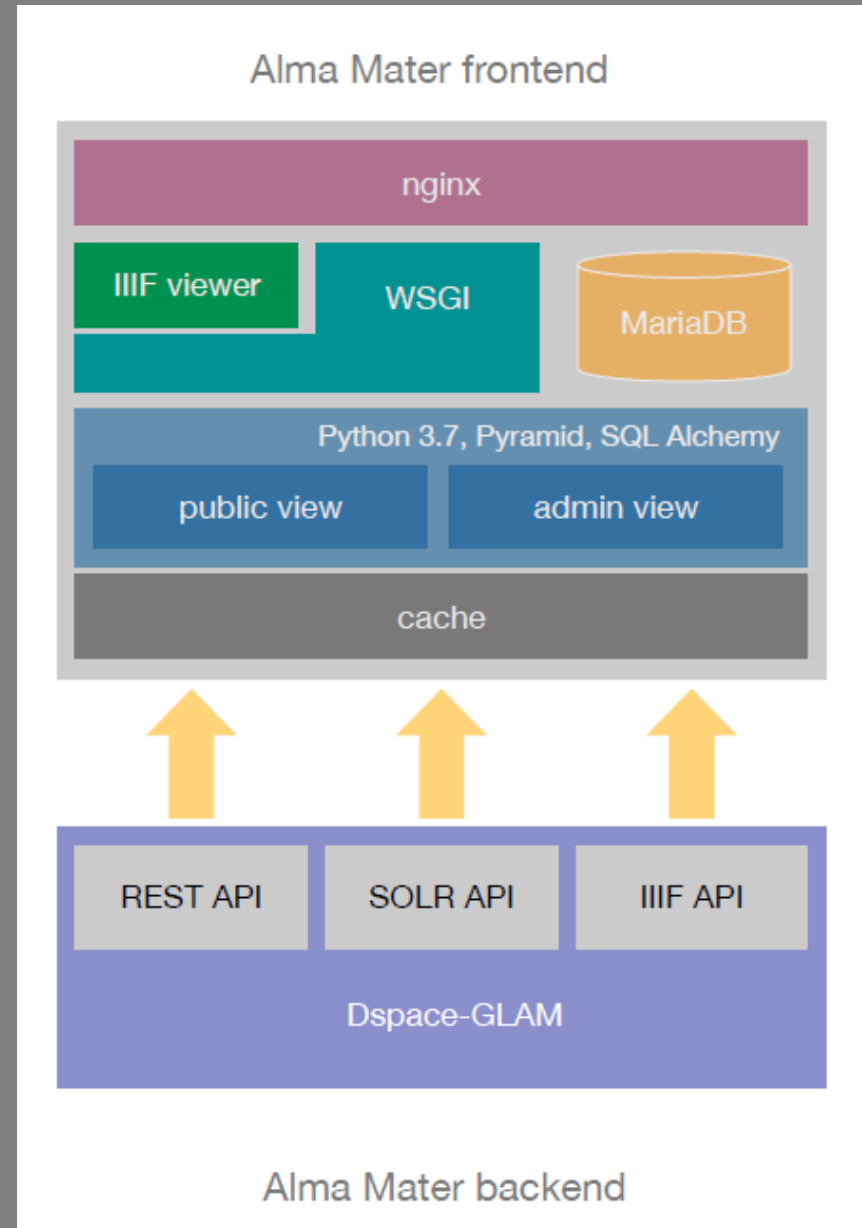 Alma Mater frontend
nginx
IIIF viewer
WSGI
MariaDB
Python 3.7, Pyramid, SQL Alchemy
public view
admin view
cache
REST API
SOLR API
IIIF API
Dspace-GLAM
Alma Mater backend